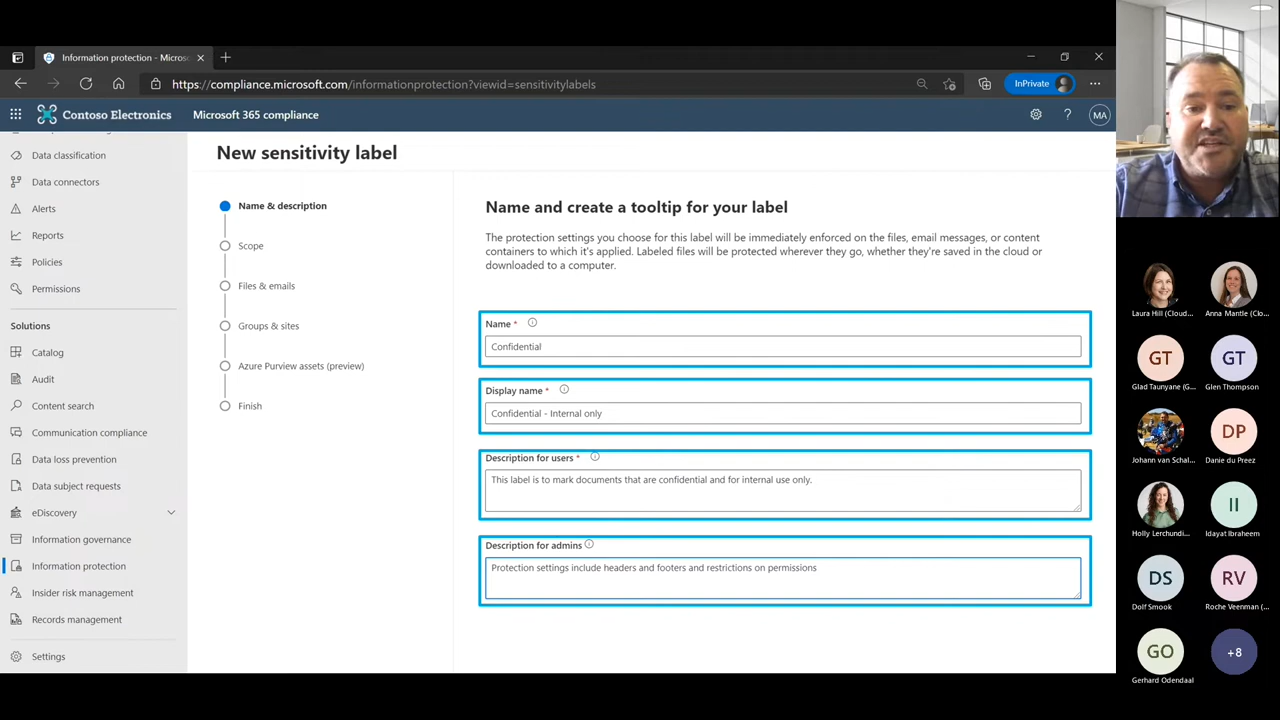 Information protection - Micros
https://compliance.microsoft.com/informationprotection?viewid=sensitivitylabels
InPrivate
Contoso Electronics
Microsoft 365 compliance
?
MA
Data classification
Data connectors
Alerts
Reports
Policies
Permissions
Solutions
Catalog
Audit
Content search
Communication compliance
Data loss prevention
Data subject requests
eDiscovery
Information governance
Information protection
Insider risk management
Records management
Settings
New sensitivity label
Name & description
Scope
Files & emails
Groups & sites
Azure Purview assets (preview)
Finish
Name and create a tooltip for your label
The protection settings you choose for this label will be immediately enforced on the files, email messages, or content
containers to which it's applied. Labeled files will be protected wherever they go, whether they're saved in the cloud or
downloaded to a computer.
Name *
Confidential
Display name *
Confidential - Internal only
Description for users *
This label is to mark documents that are confidential and for internal use only.
Description for admins
Protection settings include headers and footers and restrictions on permissions
Laura Hill (Cloud...
Anna Mantle (Clo...
GT
GT
Glad Taunyane (G...
Glen Thompson
DP
Johann van Schal...
Danie du Preez
II
Holly Lerchundi...
Idayat Ibraheem
DS
RV
Dolf Smook
Roche Veenman (...
GO
+8
Gerhard Odendaal